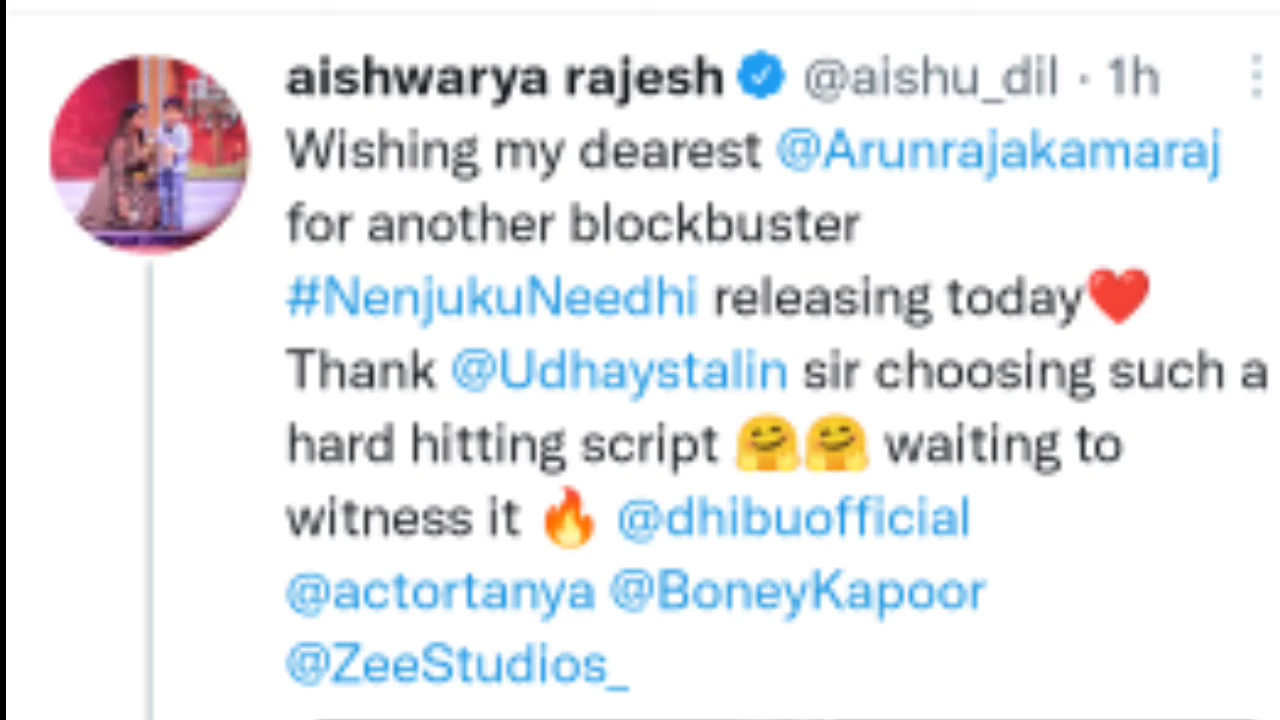 aishwarya rajesh @aishu_dil · 1h
Wishing my dearest @Arunrajakamaraj
for another blockbuster
#NenjukuNeedhi releasing today❤️
Thank @Udhaystalin sir choosing such a
hard hitting script 🤗🤗 waiting to
witness it 🔥 @dhibuofficial
@actortanya @BoneyKapoor
@ZeeStudios_